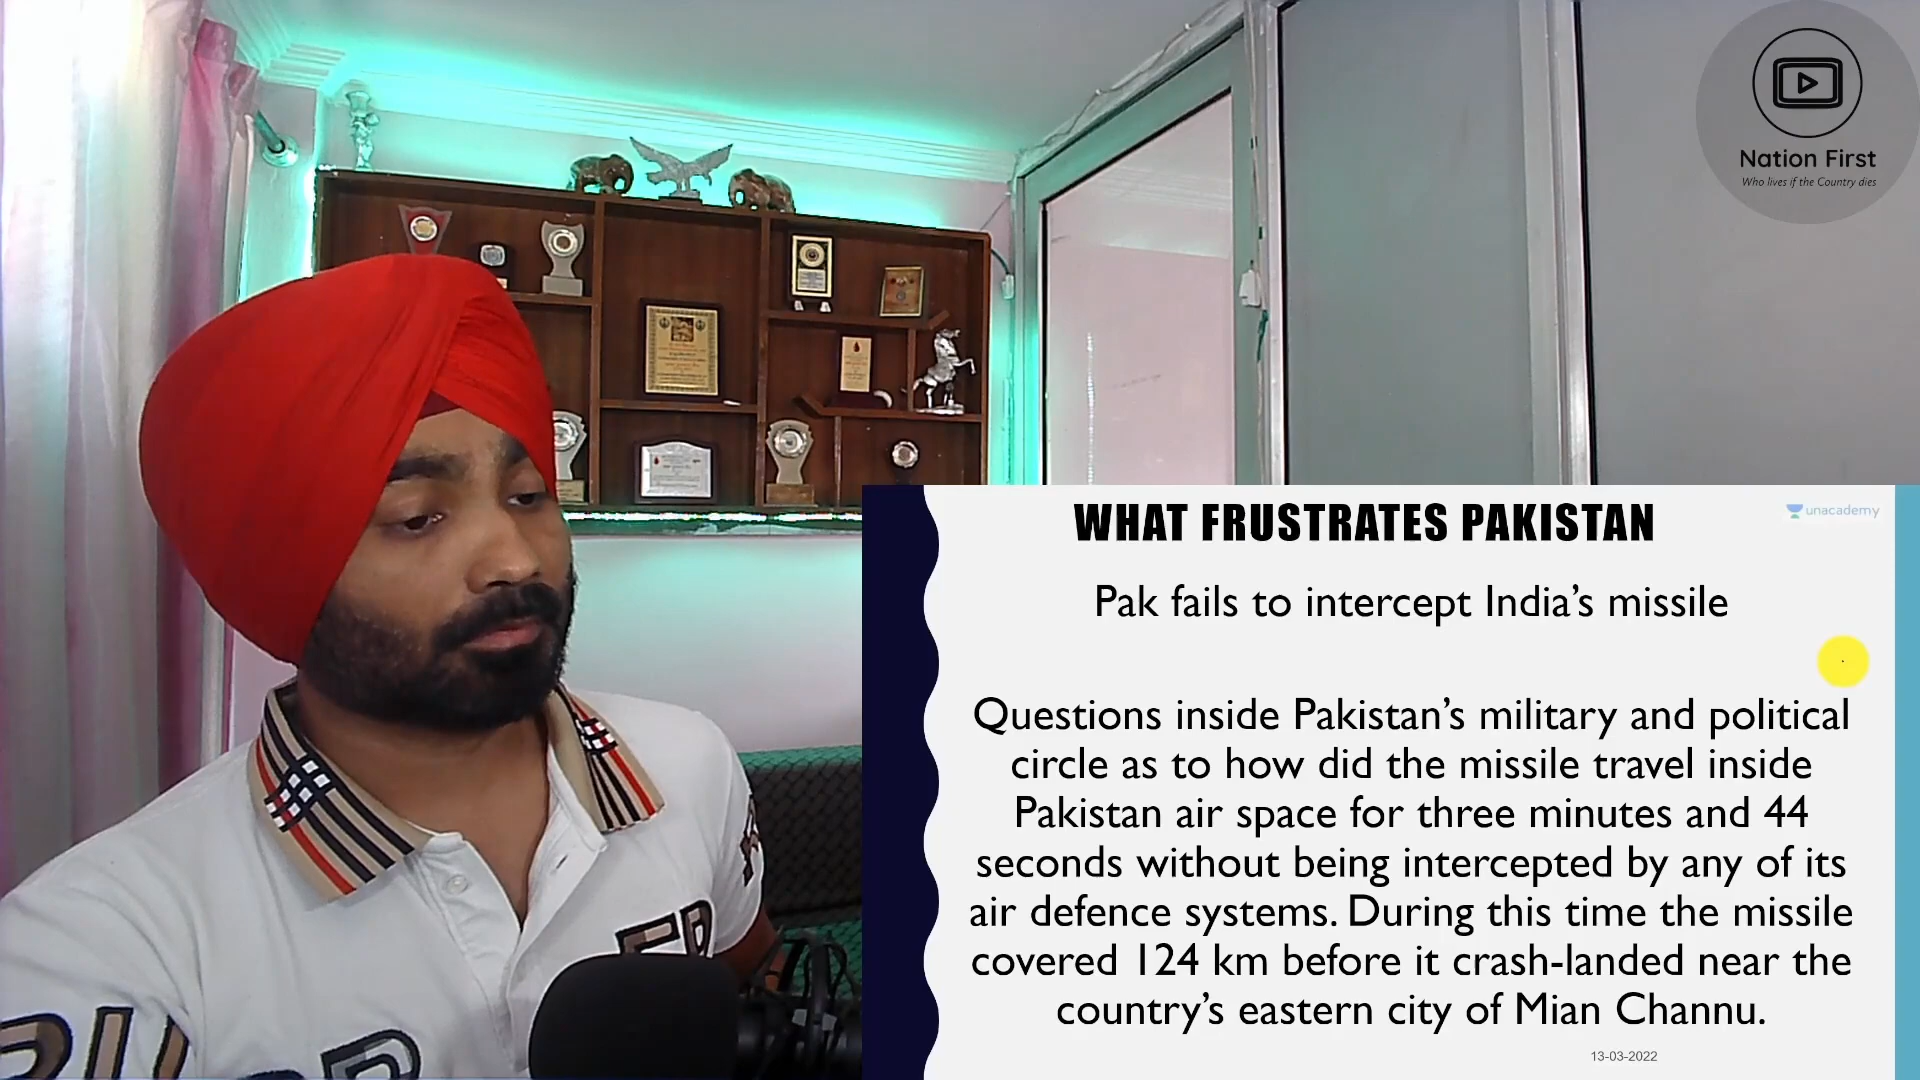 Nation First
Who lives if the Country dies
WHAT FRUSTRATES PAKISTAN
unacademy
Pak fails to intercept India’s missile
Questions inside Pakistan’s military and political
circle as to how did the missile travel inside
Pakistan air space for three minutes and 44
seconds without being intercepted by any of its
air defence systems. During this time the missile
covered 124 km before it crash-landed near the
country’s eastern city of Mian Channu.
13-03-2022